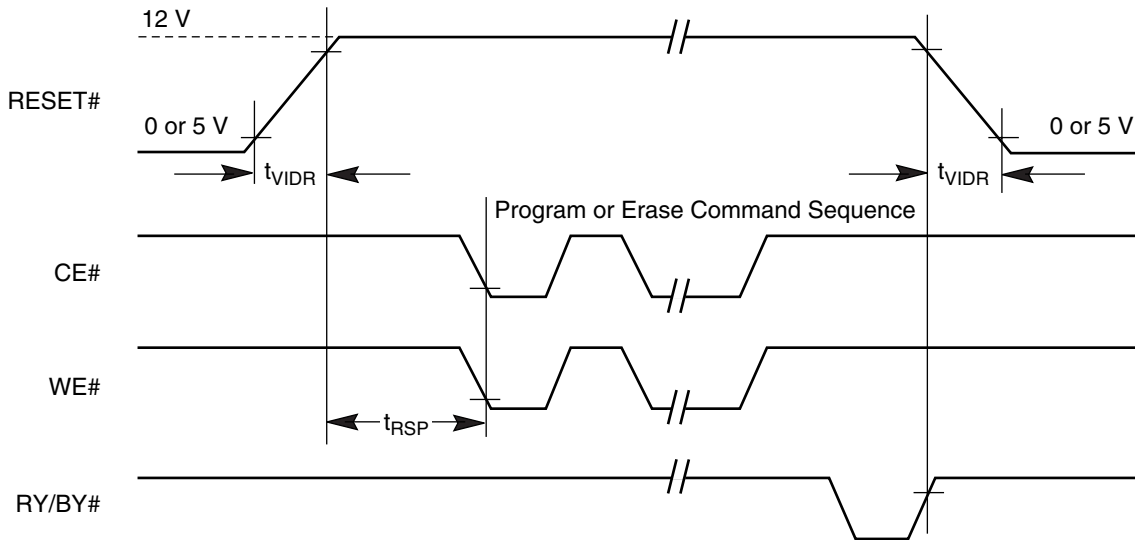 12 V
RESET#
0 or 5 V
0 or 5 V
tVIDR
tVIDR
Program or Erase Command Sequence
CE#
WE#
tRSP
RY/BY#